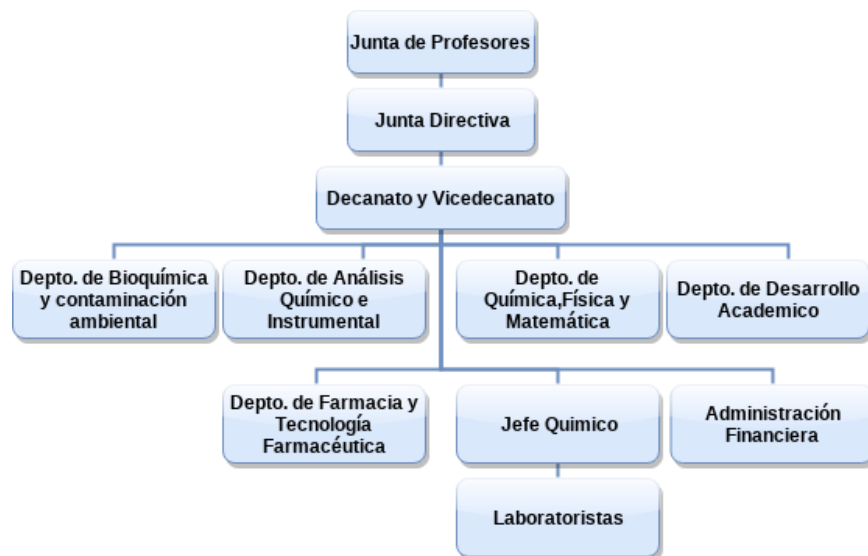 Junta de Profesores
Junta Directiva
Decanato y Vicedecanato
Depto. de Bioquímica
y contaminación
ambiental
Depto. de Análisis
Químico e
Instrumental
Depto. de
Química,Física y
Matemática
Depto. de Desarrollo
Academico
Depto. de Farmacia y
Tecnología
Farmacéutica
Jefe Quimico
Administración
Financiera
Laboratoristas